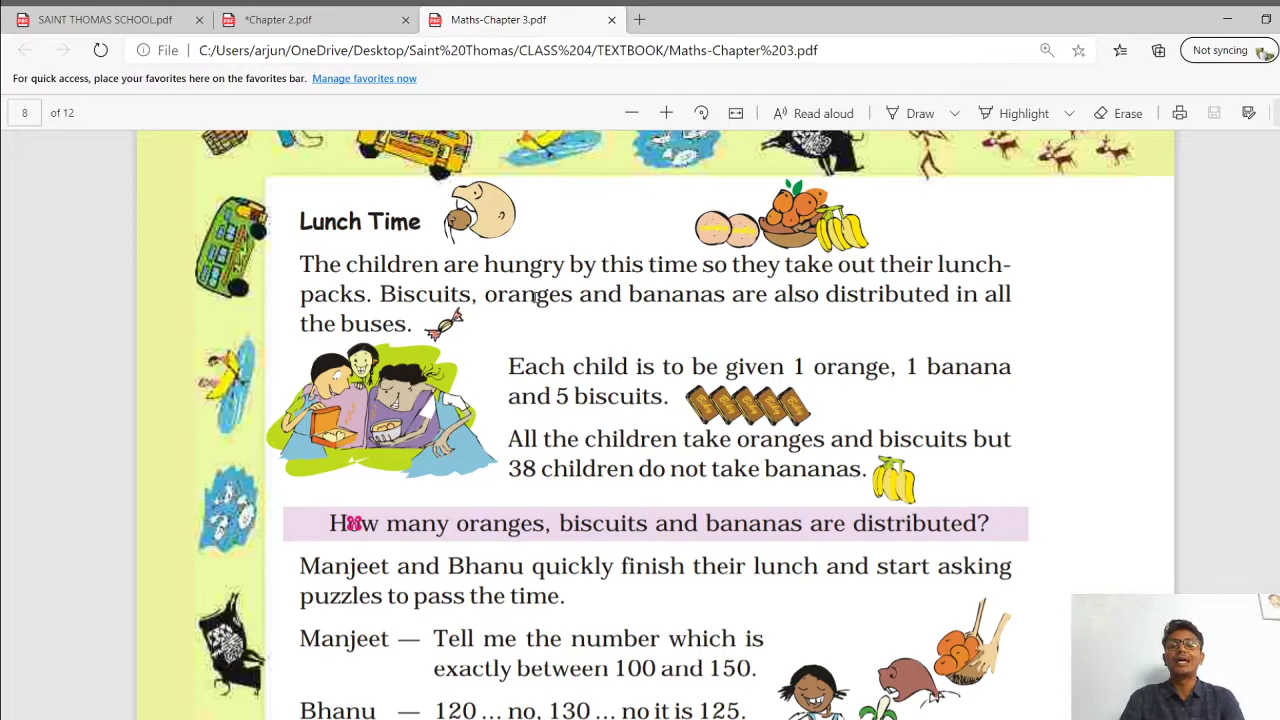 SAINT THOMAS SCHOOL.pdf
*Chapter 2.pdf
Maths-Chapter 3.pdf
File
C:/Users/arjun/OneDrive/Desktop/Saint%20Thomas/CLASS%204/TEXTBOOK/Maths-Chapter%203.pdf
Not syncing
For quick access, place your favorites here on the favorites bar. Manage favorites now
8 of 12
Read aloud
Draw
Highlight
Erase
Lunch Time
The children are hungry by this time so they take out their lunch-
packs. Biscuits, oranges and bananas are also distributed in all
the buses.
Each child is to be given 1 orange, 1 banana
and 5 biscuits.
All the children take oranges and biscuits but
38 children do not take bananas.
How many oranges, biscuits and bananas are distributed?
Manjeet and Bhanu quickly finish their lunch and start asking
puzzles to pass the time.
Manjeet — Tell me the number which is
exactly between 100 and 150.
Bhanu — 120 ... no, 130 ... no it is 125.